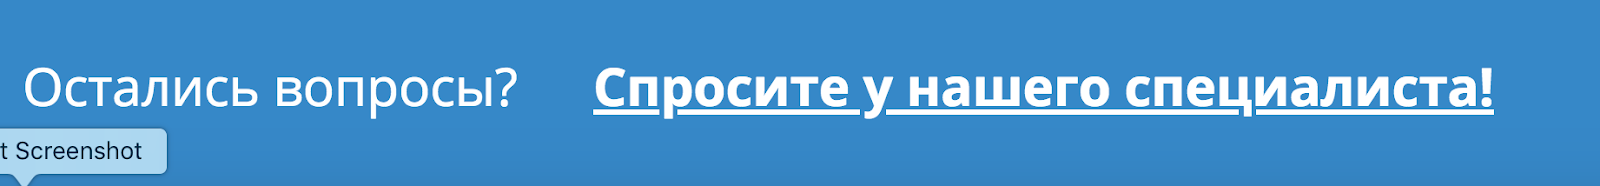 Остались вопросы? Спросите у нашего специалиста!
t Screenshot